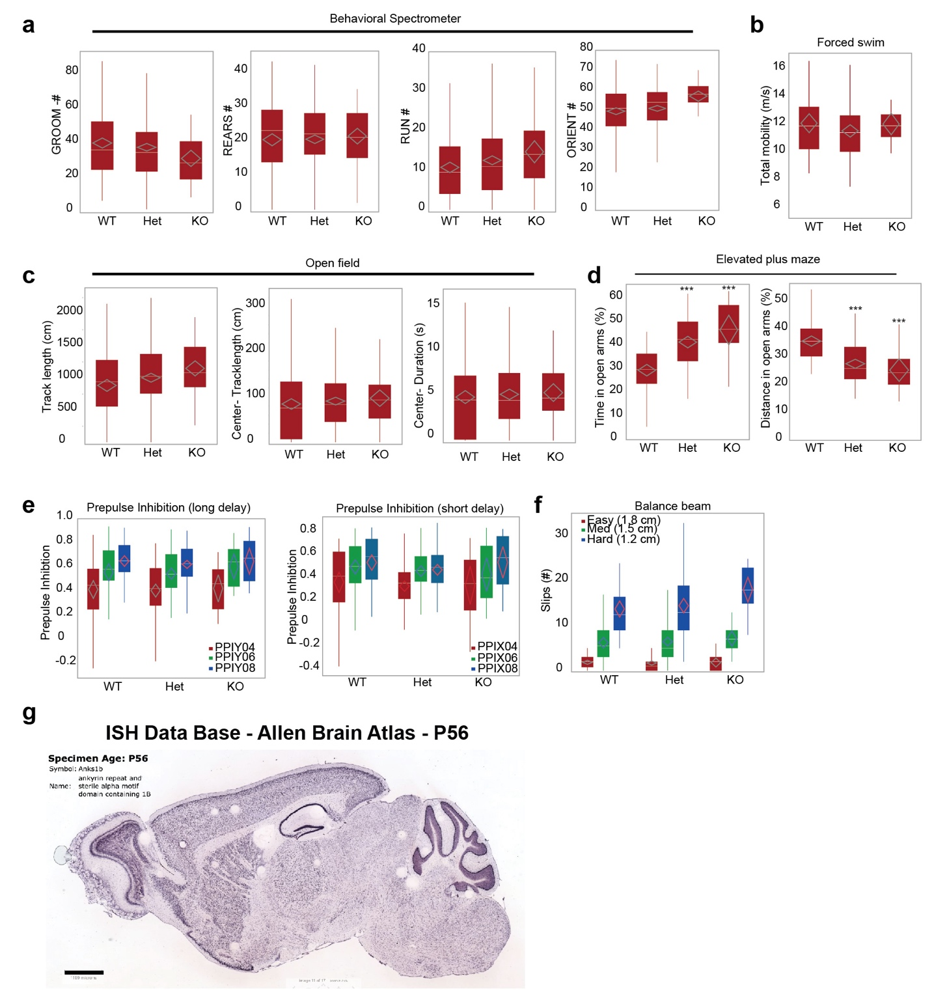 a
Behavioral Spectrometer
GROOM -#
80
60
40
20
0
WT Het KO
REARS #
40
30
20
10
0
WT Het KO
RUN #
40
30
20
10
0
WT Het KO
ORIENT #
80
70
60
50
40
30
20
10
0
WT Het KO
b
Forced swim
Total mobility (m/s)
16
14
12
10
8
6
WT Het KO
c
Open field
Track length (cm)
2000
1500
1000
500
0
WT Het KO
Center- Tracklength (cm)
300
200
100
0
WT Het KO
Center- Duration (s)
15
10
5
0
WT Het KO
d
Elevated plus maze
Time in open arms (%)
60
50
40
30
20
10
0
*** ***
WT Het KO
Distance in open arms (%)
50
40
30
20
10
0
***
***
WT Het KO
e
Prepulse Inhibition (long delay)
Prepulse Inhibtion
1.0
0.8
0.6
0.4
0.2
0
-0.2
PPIY04
PPIY06
PPIY08
WT Het KO
Prepulse Inhibition (short delay)
Prepulse Inhibtion
0.8
0.6
0.4
0.2
0
-0.2
-0.4
PPIX04
PPIX06
PPIX08
WT Het KO
f
Balance beam
Slips (#)
30
20
10
0
Easy (1.8 cm)
Med (1.5 cm)
Hard (1.2 cm)
WT Het KO
g
ISH Data Base - Allen Brain Atlas - P56
Specimen Age: P56
Symbol: Anks1b
ankyrin repeat and
Name: sterile alpha motif
domain containing 1B
microns
Image 11 of 17